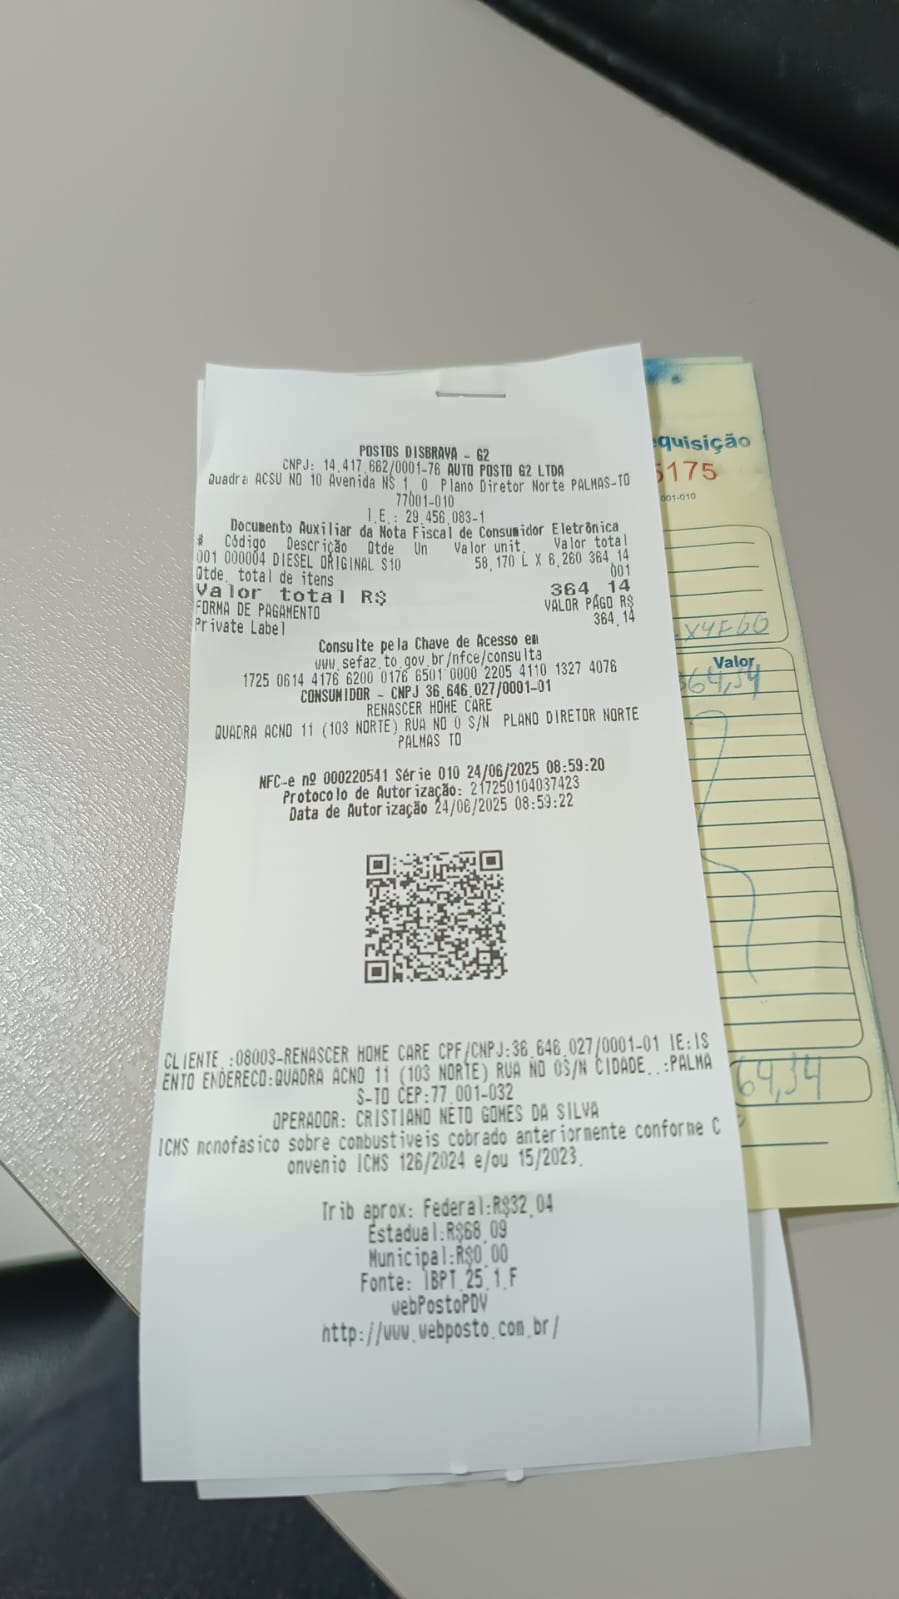 POSTOS DISBRAVA - G2
CNPJ: 14.417.662/0001-76 AUTO POSTO G2 LTDA
Quadra ACSU NO 10 Avenida NS 1, 0 Plano Diretor Norte PALMAS-TO
77001-010
I.E.: 29.456.083-1
Documento Auxiliar da Nota Fiscal de Consumidor Eletrônica
# Código Descrição Qtde Un Valor unit. Valor total
001 000004 DIESEL ORIGINAL S10 58,170 L X 6,260 364,14
Qtde. total de itens 001
Valor total R$ 364,14
FORMA DE PAGAMENTO VALOR PAGO R$
Private Label 364,14
Consulte pela Chave de Acesso em
www.sefaz.to.gov.br/nfce/consulta
1725 0614 4176 6200 0176 6501 0000 2205 4110 1327 4076
CONSUMIDOR - CNPJ 36.646.027/0001-01
RENASCER HOME CARE
QUADRA ACNO 11 (103 NORTE) RUA NO 0 S/N PLANO DIRETOR NORTE
PALMAS TO
NFC-e nº 000220541 Série 010 24/06/2025 08:59:20
Protocolo de Autorização: 217250104037423
Data de Autorização 24/06/2025 08:59:22
CLIENTE.:08003-RENASCER HOME CARE CPF/CNPJ:36.646.027/0001-01 IE:IS
ENTO ENDERECO:QUADRA ACNO 11 (103 NORTE) RUA NO 0S/N CIDADE..:PALMA
S-TO CEP:77.001-032
OPERADOR: CRISTIANO NETO GOMES DA SILVA
ICMS monofasico sobre combustiveis cobrado anteriormente conforme C
onvenio ICMS 126/2024 e/ou 15/2023.
Trib aprox: Federal:R$32,04
Estadual:R$68,09
Municipal:R$0,00
Fonte: IBPT 25.1.F
webPostoPDV
http://www.webposto.com.br/
equisição
5175
001-010
Valor
364,14
64,14